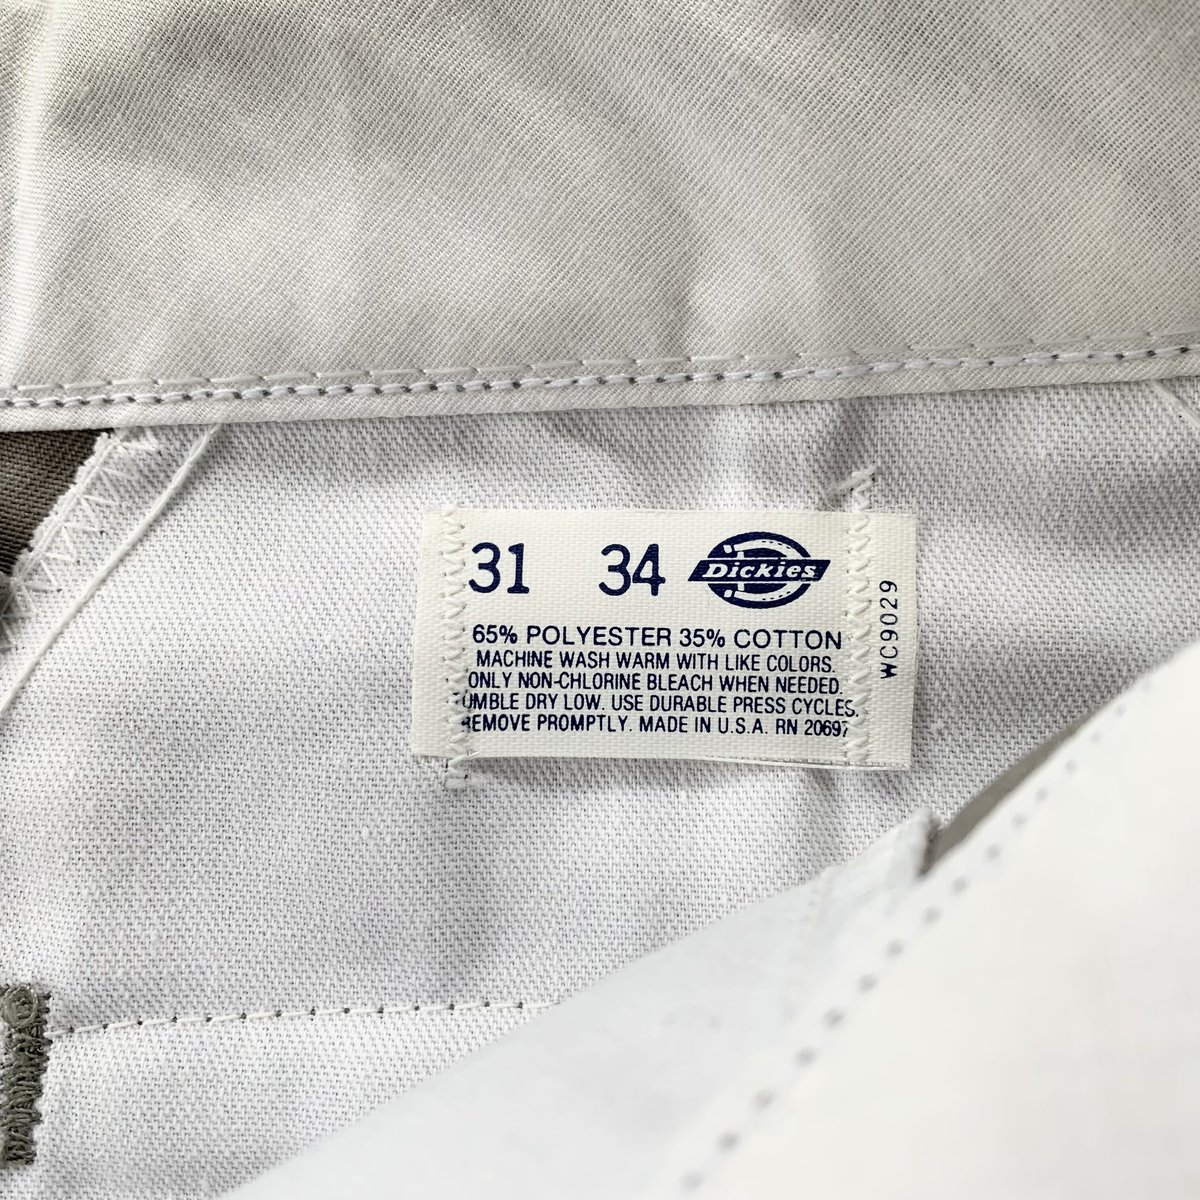 31 34 Dickies
65% POLYESTER 35% COTTON
MACHINE WASH WARM WITH LIKE COLORS.
ONLY NON-CHLORINE BLEACH WHEN NEEDED.
TUMBLE DRY LOW. USE DURABLE PRESS CYCLES.
REMOVE PROMPTLY. MADE IN U.S.A. RN 20697
WC9029